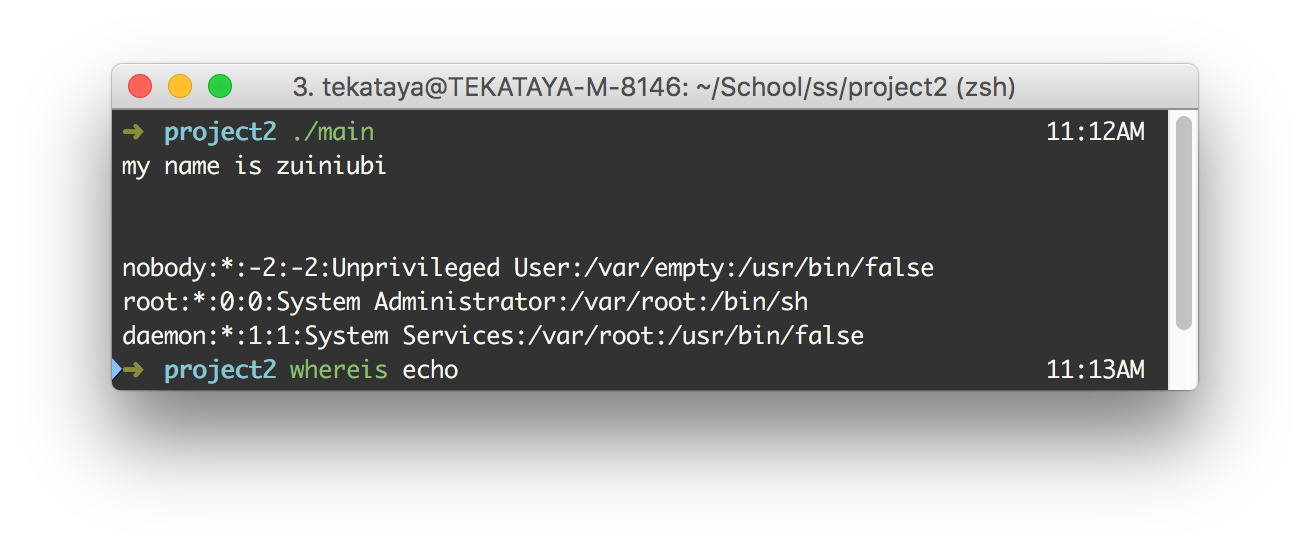 3. tekataya@TEKATAYA-M-8146: ~/School/ss/project2 (zsh)
➜ project2 ./main 11:12AM
my name is zuiniubi
nobody:*:-2:-2:Unprivileged User:/var/empty:/usr/bin/false
root:*:0:0:System Administrator:/var/root:/bin/sh
daemon:*:1:1:System Services:/var/root:/usr/bin/false
➜ project2 whereis echo 11:13AM